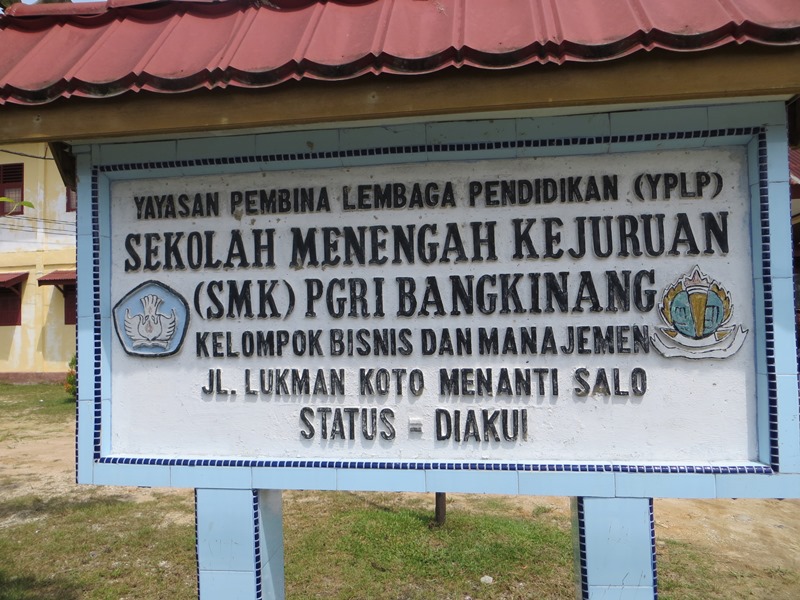 YAYASAN PEMBINA LEMBAGA PENDIDIKAN (YPLP)
SEKOLAH MENENGAH KEJURUAN
(SMK) PGRI BANGKINANG
KELOMPOK BISNIS DAN MANAJEMEN
JL. LUKMAN KOTO MENANTI SALO
STATUS = DIAKUI